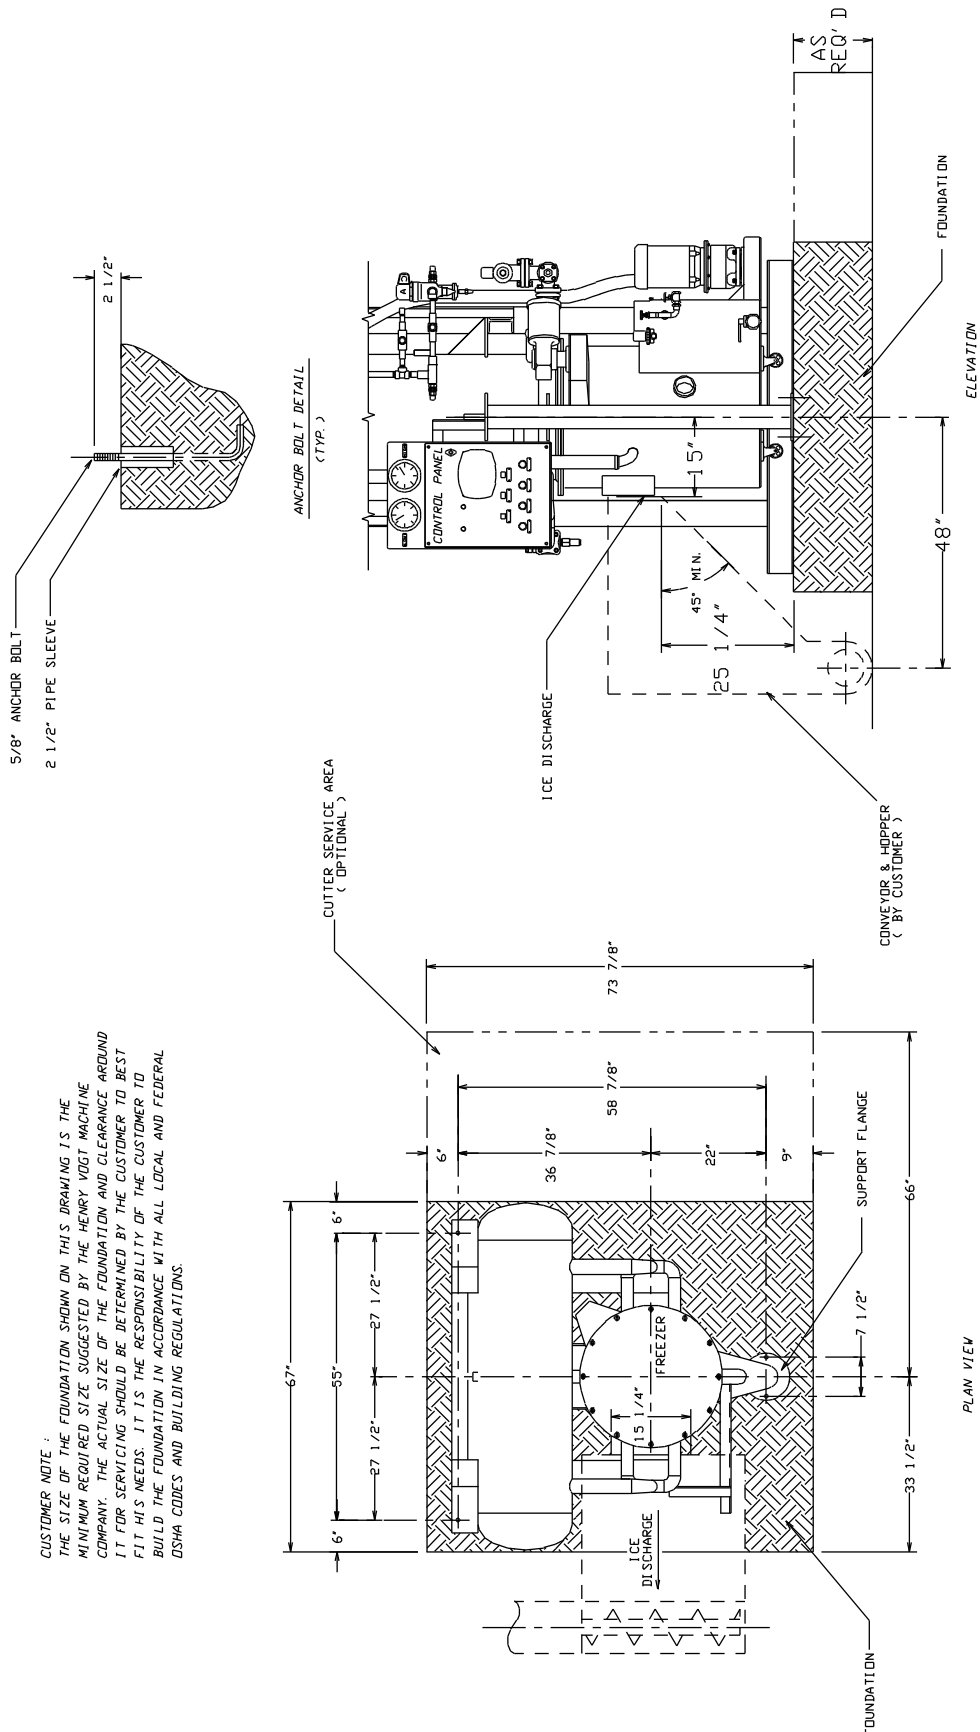 CUSTOMER NOTE :
THE SIZE OF THE FOUNDATION SHOWN ON THIS DRAWING IS THE
MINIMUM REQUIRED SIZE SUGGESTED BY THE HENRY VOGT MACHINE
COMPANY. THE ACTUAL SIZE OF THE FOUNDATION AND CLEARANCE AROUND
IT FOR SERVICING SHOULD BE DETERMINED BY THE CUSTOMER TO BEST
FIT HIS NEEDS. IT IS THE RESPONSIBILITY OF THE CUSTOMER TO
BUILD THE FOUNDATION IN ACCORDANCE WITH ALL LOCAL AND FEDERAL
OSHA CODES AND BUILDING REGULATIONS.
5/8" ANCHOR BOLT
2 1/2" PIPE SLEEVE
2 1/2"
ANCHOR BOLT DETAIL
(TYP.)
CUTTER SERVICE AREA
( OPTIONAL )
67"
6"
55"
6"
27 1/2"
27 1/2"
6"
36 7/8"
22"
9"
58 7/8"
73 7/8"
FREEZER
15 1/4"
ICE
DISCHARGE
SUPPORT FLANGE
7 1/2"
33 1/2"
66"
OUNDATION
PLAN VIEW
CONTROL PANEL
A
ICE DISCHARGE
15"
45° MIN.
25 1/4"
48"
CONVEYOR & HOPPER
( BY CUSTOMER )
AS
REQ'D
FOUNDATION
ELEVATION